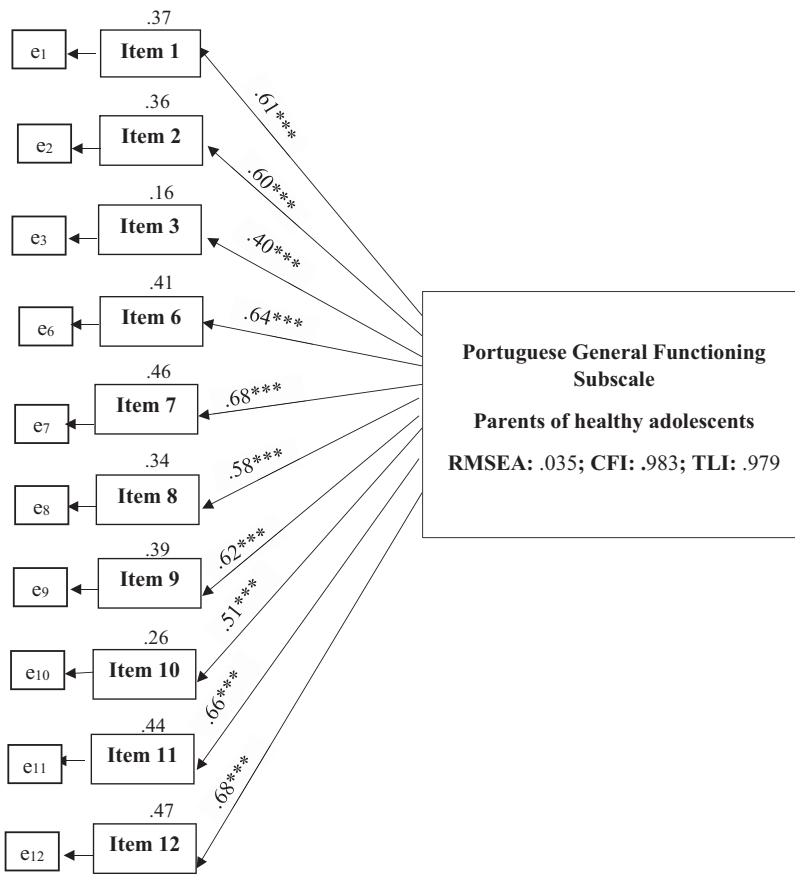 .37
e1 Item 1
.61***
.36
e2 Item 2
.60***
.16
e3 Item 3
.40***
.41
e6 Item 6
.64***
.46
e7 Item 7
.68***
.34
e8 Item 8
.58***
.39
e9 Item 9
.62***
.26
e10 Item 10
.51***
.44
e11 Item 11
.66***
.47
e12 Item 12
.68***
Portuguese General Functioning
Subscale
Parents of healthy adolescents
RMSEA: .035; CFI: .983; TLI: .979